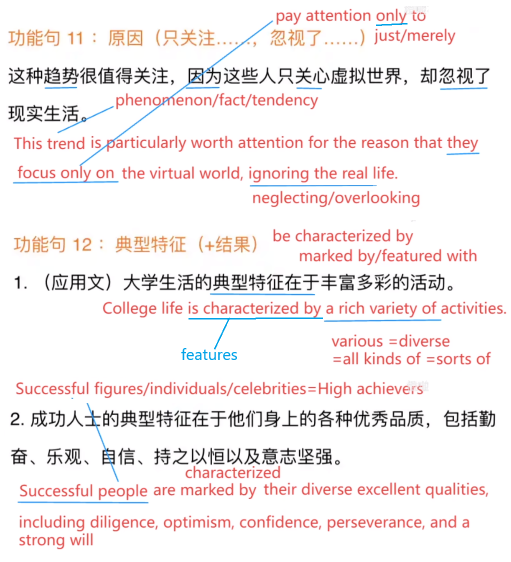 pay attention only to
功能句 11 ： 原因（只关注……，忽视了……）just/merely
这种趋势很值得关注，因为这些人只关心虚拟世界，却忽视了
现实生活。
phenomenon/fact/tendency
This trend is particularly worth attention for the reason that they
focus only on the virtual world, ignoring the real life.
neglecting/overlooking
功能句 12 ： 典型特征（+结果） be characterized by
marked by/featured with
1. （应用文）大学生活的典型特征在于丰富多彩的活动。
College life is characterized by a rich variety of activities.
features
various =diverse
=all kinds of =sorts of
Successful figures/individuals/celebrities=High achievers
2. 成功人士的典型特征在于他们身上的各种优秀品质，包括勤
奋、乐观、自信、持之以恒以及意志坚强。
characterized
Successful people are marked by their diverse excellent qualities,
including diligence, optimism, confidence, perseverance, and a
strong will